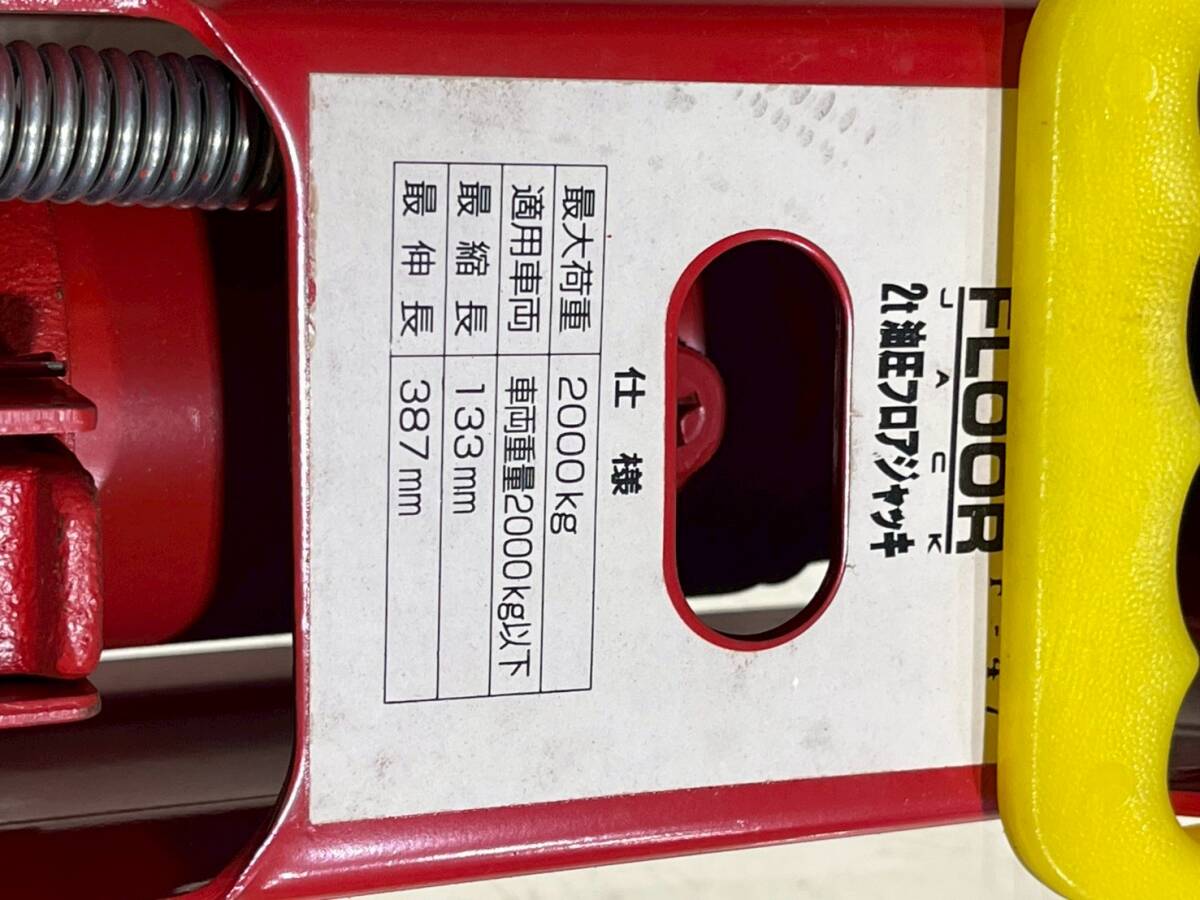 FLOOR
JACK
2t油圧フロアジャッキ
仕様
最大荷重 2000kg
適用車両 車両重量2000kg以下
最縮長 133mm
最伸長 387mm